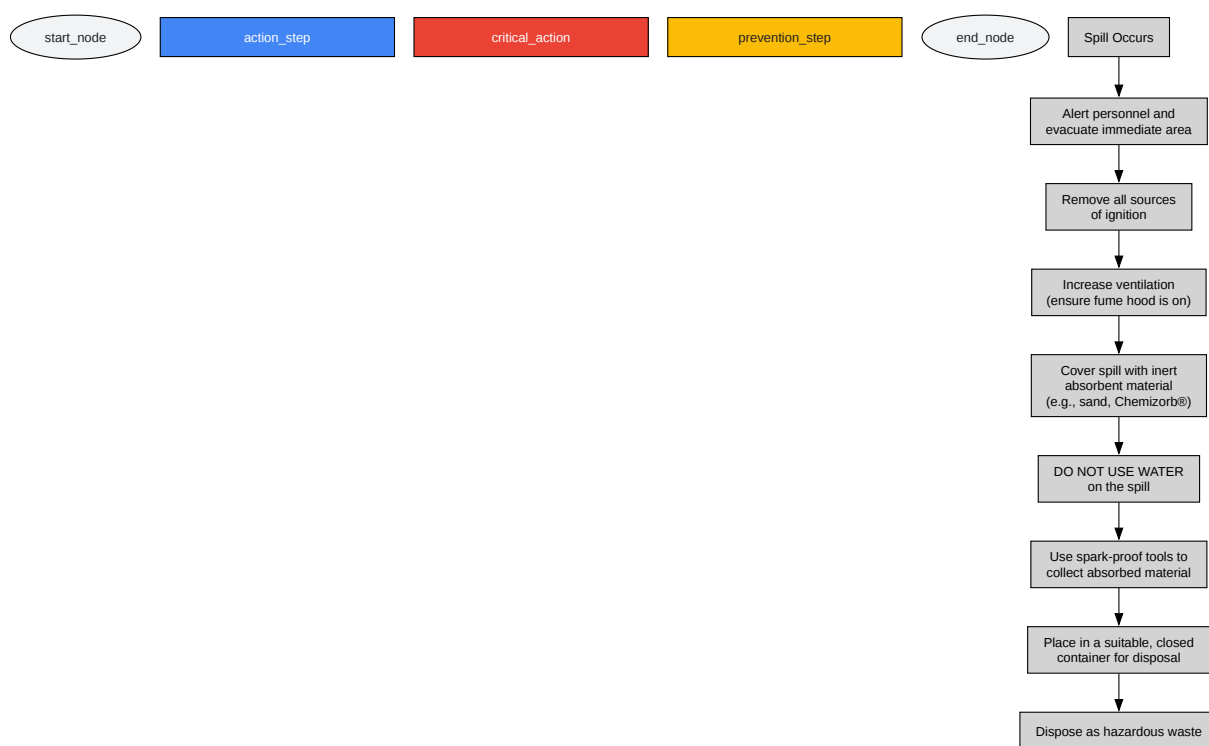 start_node
action_step
critical_action
prevention_step
end_node
Spill Occurs
Alert personnel and
evacuate immediate area
Remove all sources
of ignition
Increase ventilation
(ensure fume hood is on)
Cover spill with inert
absorbent material
(e.g., sand, Chemizorb®)
DO NOT USE WATER
on the spill
Use spark-proof tools to
collect absorbed material
Place in a suitable, closed
container for disposal
Dispose as hazardous waste